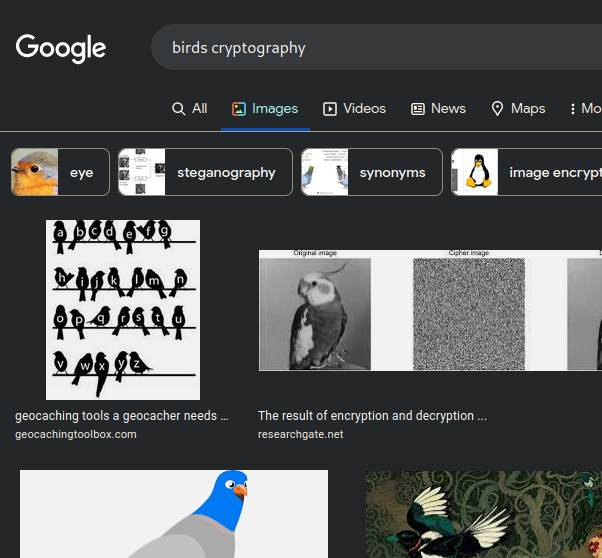 Google
birds cryptography
All Images Videos News Maps Mo
eye steganography synonyms image encrypt
a b c d e f g
h i j k l m n
o p q r s t u
v w x y z
Original image Cipher image
geocaching tools a geocacher needs ...
geocachingtoolbox.com
The result of encryption and decryption ...
researchgate.net